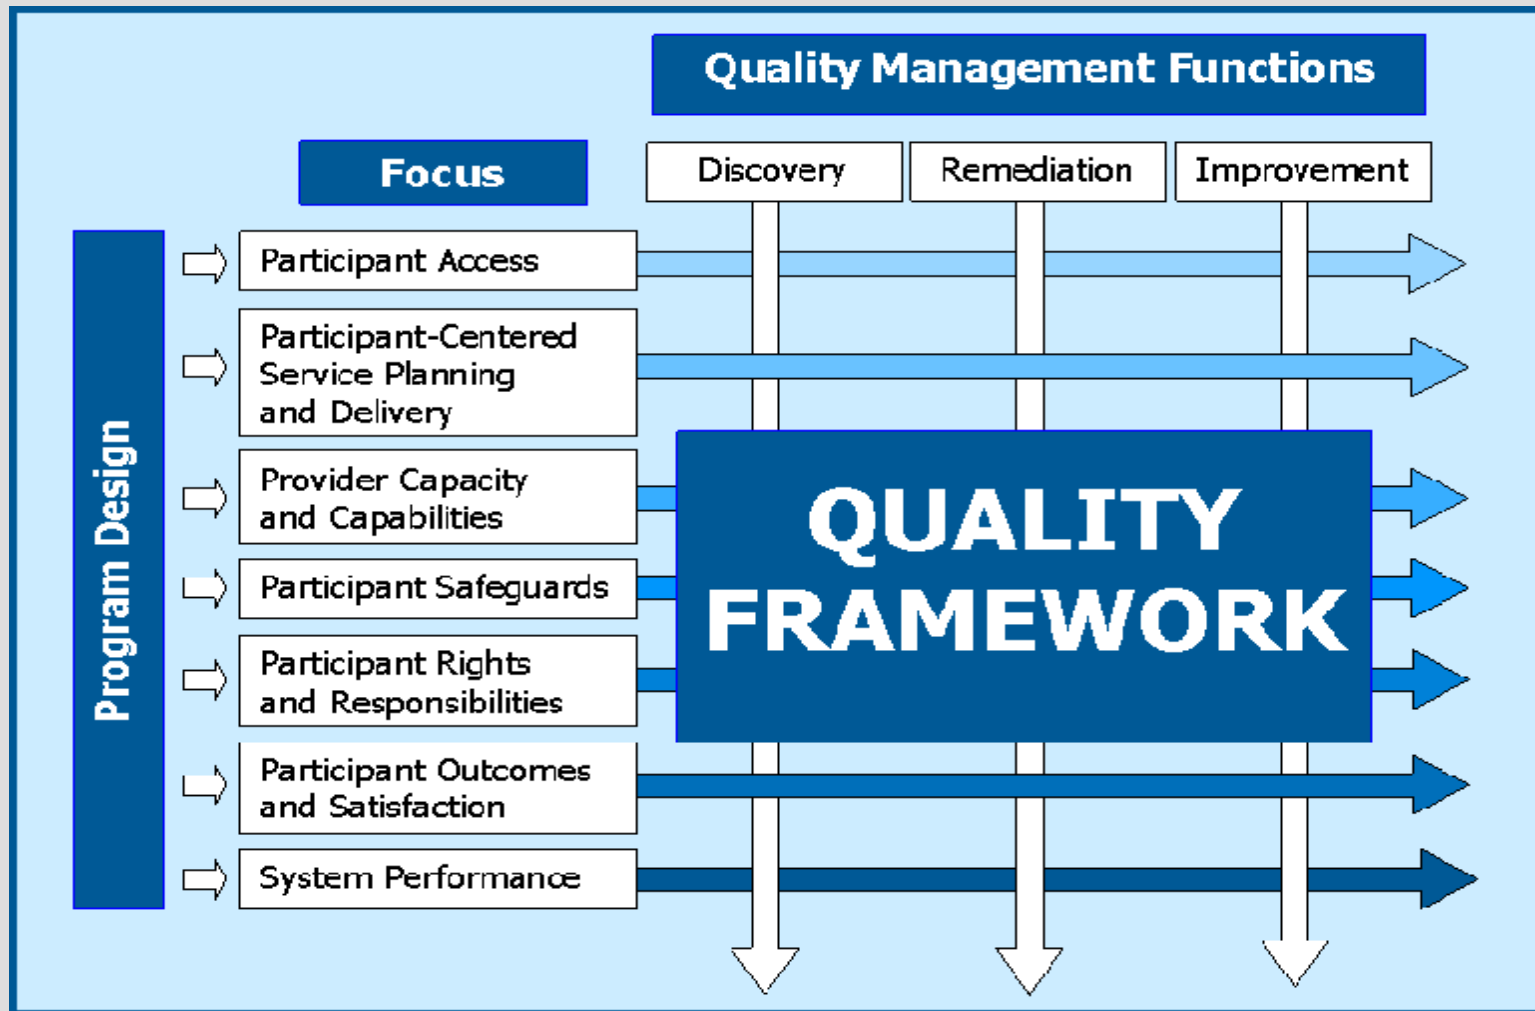 Quality Management Functions
Focus
Discovery
Remediation
Improvement
Program Design
Participant Access
Participant-Centered
Service Planning
and Delivery
Provider Capacity
and Capabilities
Participant Safeguards
Participant Rights
and Responsibilities
Participant Outcomes
and Satisfaction
System Performance
QUALITY
FRAMEWORK